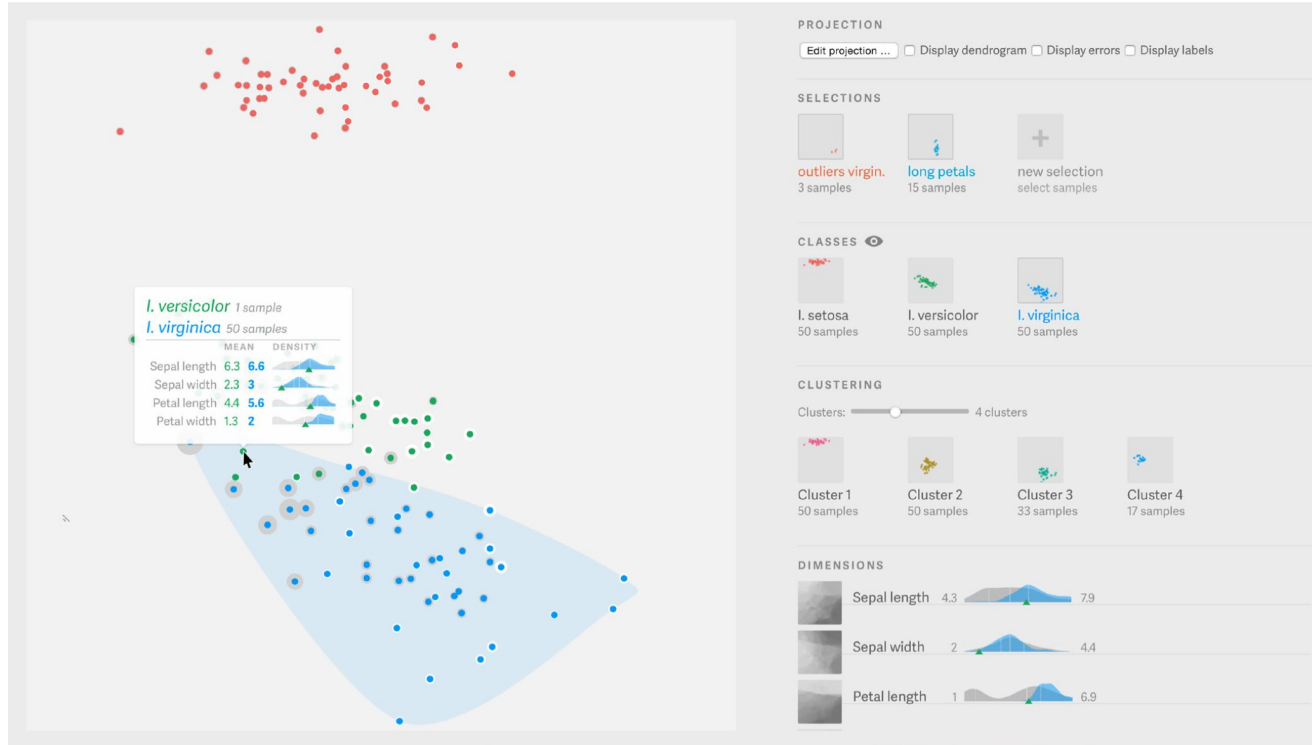 PROJECTION
Edit projection ... Display dendrogram Display errors Display labels
SELECTIONS
outliers virgin. long petals new selection
3 samples 15 samples select samples
CLASSES
I. setosa I. versicolor I. virginica
50 samples 50 samples 50 samples
CLUSTERING
Clusters: 4 clusters
Cluster 1 Cluster 2 Cluster 3 Cluster 4
50 samples 50 samples 33 samples 17 samples
DIMENSIONS
Sepal length 4.3 7.9
Sepal width 2 4.4
Petal length 1 6.9
I. versicolor 1 sample
I. virginica 50 samples
MEAN DENSITY
Sepal length 6.3 6.6
Sepal width 2.3 3
Petal length 4.4 5.6
Petal width 1.3 2